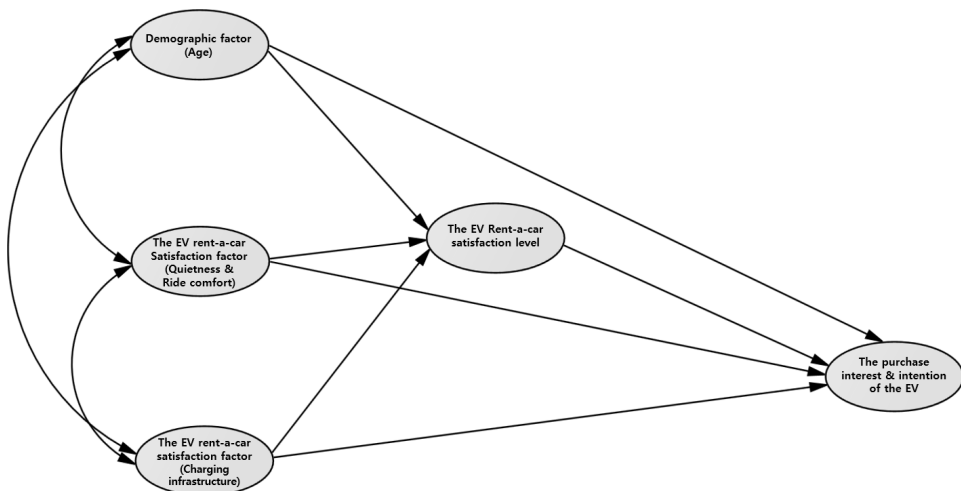 Demographic factor
(Age)
The EV rent-a-car
Satisfaction factor
(Quietness &
Ride comfort)
The EV Rent-a-car
satisfaction level
The purchase
interest & intention
of the EV
The EV rent-a-car
satisfaction factor
(Charging
infrastructure)